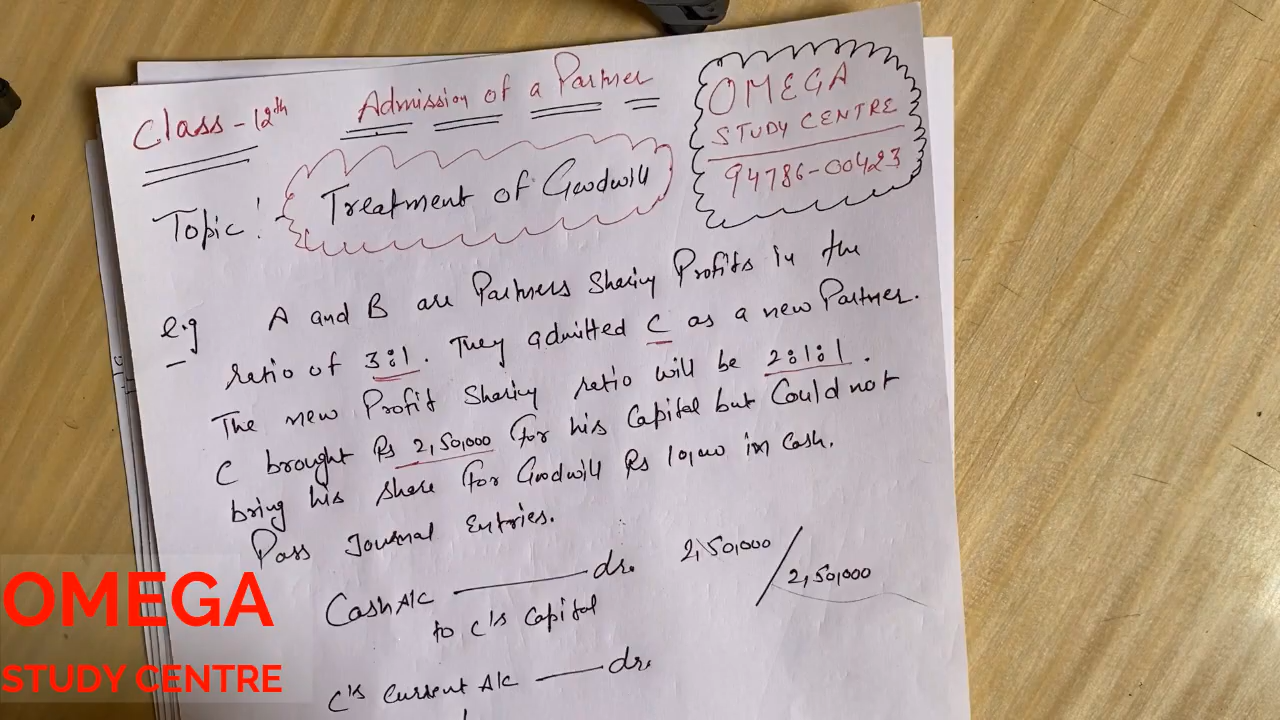 Class - 12th
Admission of a Partner
OMEGA
STUDY CENTRE
94786-00423
Topic :- Treatment of Goodwill
e.g A and B are Partners Sharing Profits in the
ratio of 3:1. They admitted C as a new Partner.
The new Profit Sharing ratio will be 2:1:1.
C brought Rs 2,50,000 for his Capital but Could not
bring his share for Goodwill Rs 10,000 in Cash.
Pass Journal Entries.
Cash A/c dr. 2,50,000
to C's Capital 2,50,000
C's Current A/c dr.
OMEGA
STUDY CENTRE